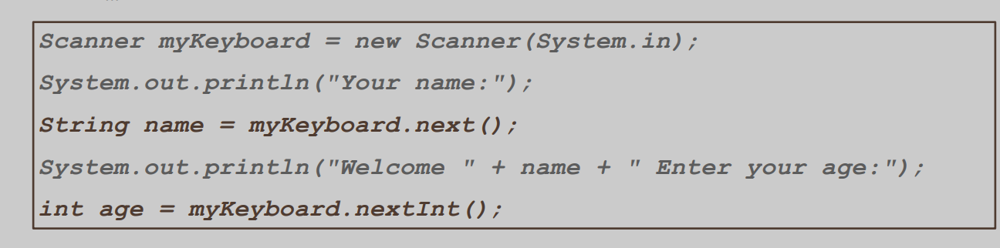 Scanner myKeyboard = new Scanner(System.in);
System.out.println("Your name:");
String name = myKeyboard.next();
System.out.println("Welcome " + name + " Enter your age:");
int age = myKeyboard.nextInt();